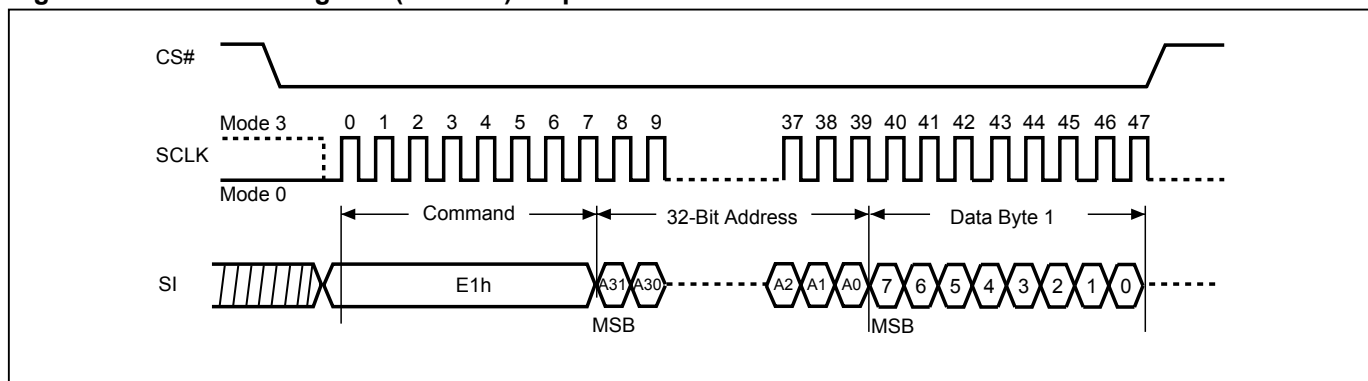 CS#
Mode 3
0 1 2 3 4 5 6 7 8 9 37 38 39 40 41 42 43 44 45 46 47
SCLK
Mode 0
Command 32-Bit Address Data Byte 1
SI E1h A31 A30 A2 A1 A0 7 6 5 4 3 2 1 0
MSB MSB